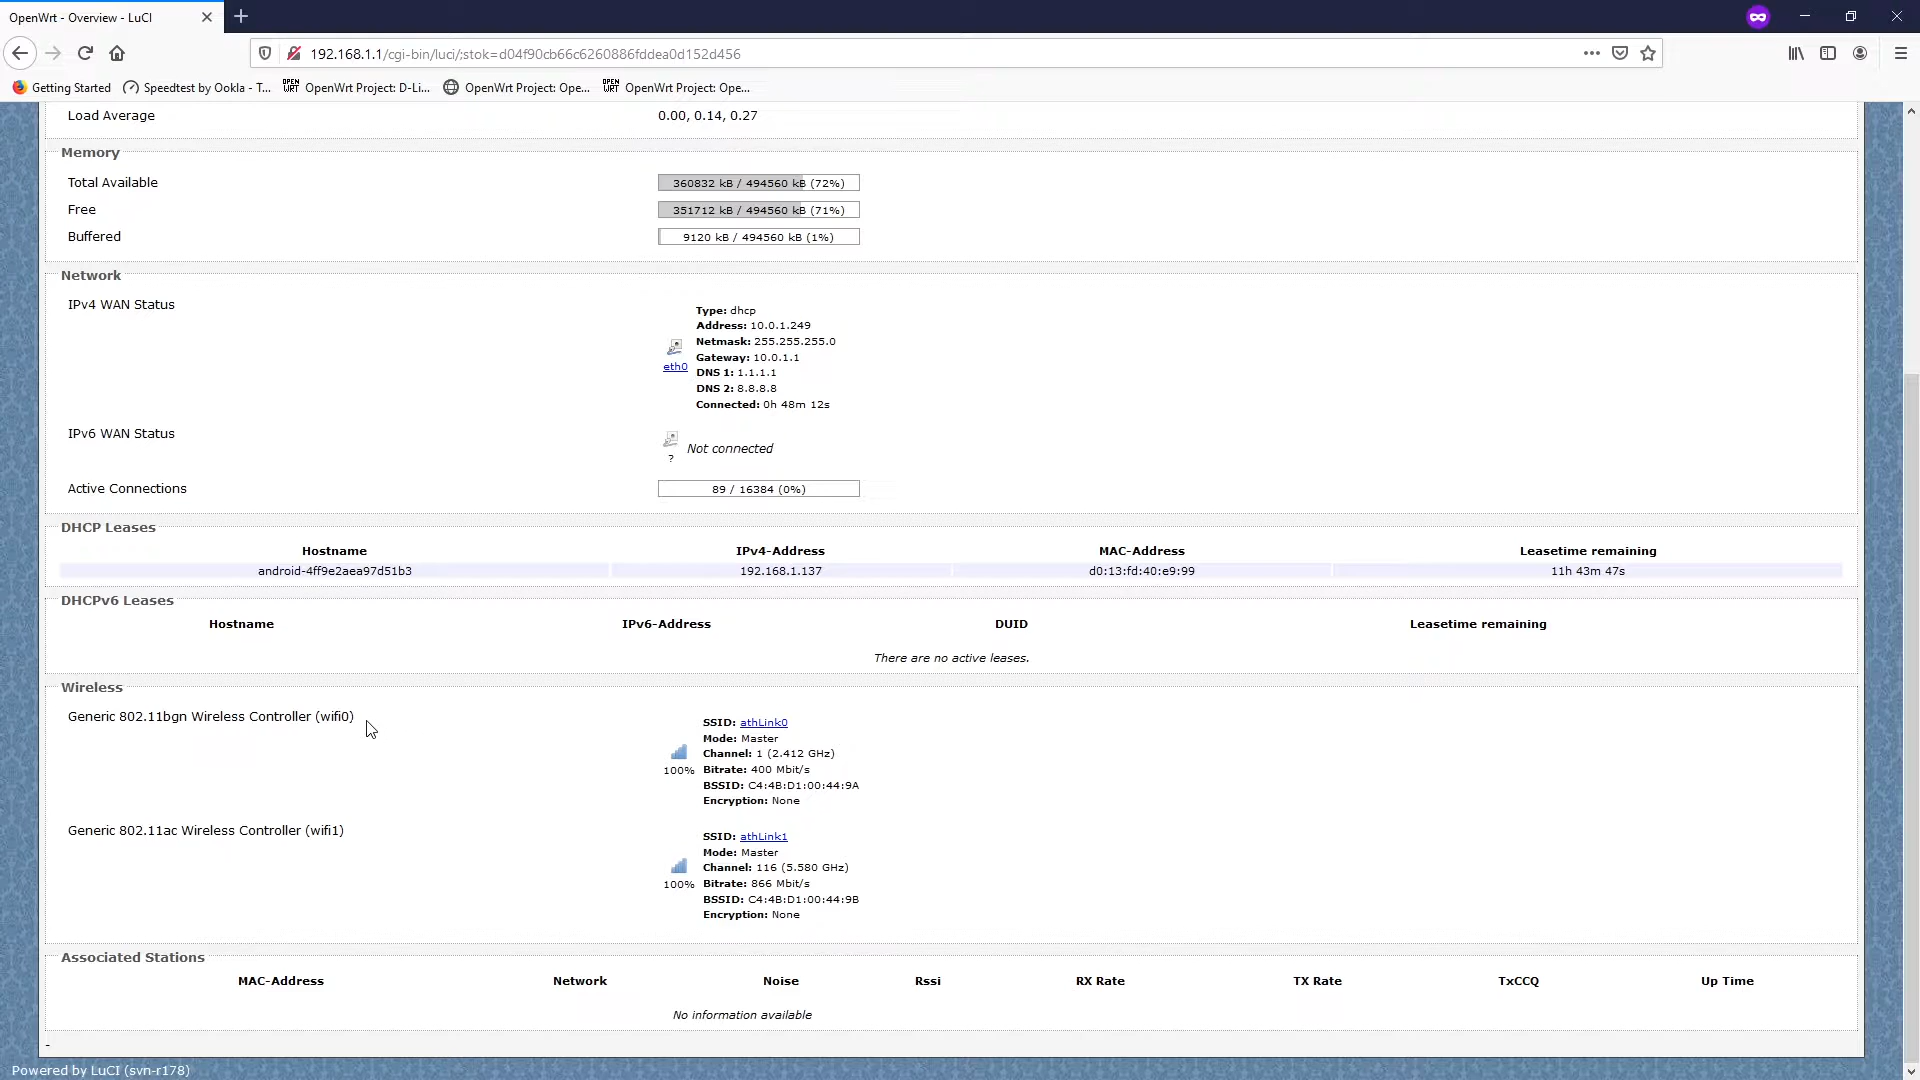 OpenWrt - Overview - LuCI
192.168.1.1/cgi-bin/luci/;stok=d04f90cb66c6260886fddea0d152d456
Getting Started Speedtest by Ookla - T... OPEN WRT OpenWrt Project: D-Li... OpenWrt Project: Ope... OPEN WRT OpenWrt Project: Ope...
Load Average 0.00, 0.14, 0.27
Memory
Total Available 360832 kB / 494560 kB (72%)
Free 351712 kB / 494560 kB (71%)
Buffered 9120 kB / 494560 kB (1%)
Network
IPv4 WAN Status
Type: dhcp
Address: 10.0.1.249
Netmask: 255.255.255.0
Gateway: 10.0.1.1
eth0
DNS 1: 1.1.1.1
DNS 2: 8.8.8.8
Connected: 0h 48m 12s
IPv6 WAN Status
Not connected
?
Active Connections 89 / 16384 (0%)
DHCP Leases
Hostname IPv4-Address MAC-Address Leasetime remaining
android-4ff9e2aea97d51b3 192.168.1.137 d0:13:fd:40:e9:99 11h 43m 47s
DHCPv6 Leases
Hostname IPv6-Address DUID Leasetime remaining
There are no active leases.
Wireless
Generic 802.11bgn Wireless Controller (wifi0)
SSID: athLink0
Mode: Master
Channel: 1 (2.412 GHz)
100% Bitrate: 400 Mbit/s
BSSID: C4:4B:D1:00:44:9A
Encryption: None
Generic 802.11ac Wireless Controller (wifi1)
SSID: athLink1
Mode: Master
Channel: 116 (5.580 GHz)
100% Bitrate: 866 Mbit/s
BSSID: C4:4B:D1:00:44:9B
Encryption: None
Associated Stations
MAC-Address Network Noise Rssi RX Rate TX Rate TxCCQ Up Time
No information available
-
Powered by LuCI (svn-r178)